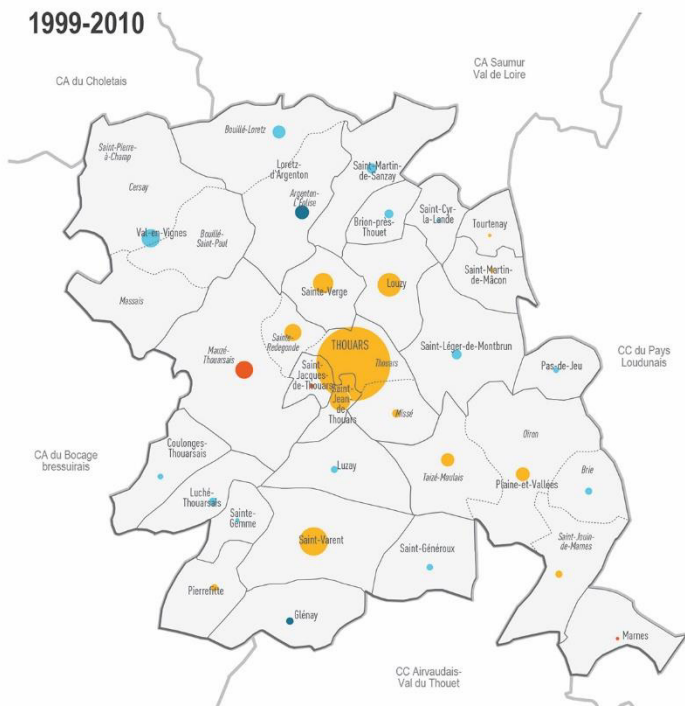 1999-2010
CA Saumur
Val de Loire
CA du Choletais
Bouillé-Loretz
Saint-Pierre-
à-Champ
Loretz-
d'Argenton
Saint-Martin-
de-Sanzay
Cersay
Argenton-
L'Église
Brion-près-
Thouet
Saint-Cyr-
la-Lande
Tourtenay
Val-en-Vignes
Bouillé-
Saint-Paul
Saint-Martin-
de-Mâcon
Massais
Sainte-Verge
Louzy
Sainte-
Radegonde
THOUARS
Thouars
Saint-Léger-de-Montbrun
CC du Pays
Loudunais
Mauzé-
Thouarsais
Saint-
Jacques-
de-Thouars
Pas-de-Jeu
Saint-
Jean-de-
Thouars
Missé
Oiron
Coulonges-
Thouarsais
CA du Bocage
bressuirais
Luzay
Taizé-Maulais
Plaine-et-Vallées
Brie
Luché-
Thouarsais
Sainte-
Gemme
Saint-Varent
Saint-Généroux
Saint-Jouin-
de-Marnes
Pierrefitte
Glénay
Marnes
CC Airvaudais-
Val du Thouet